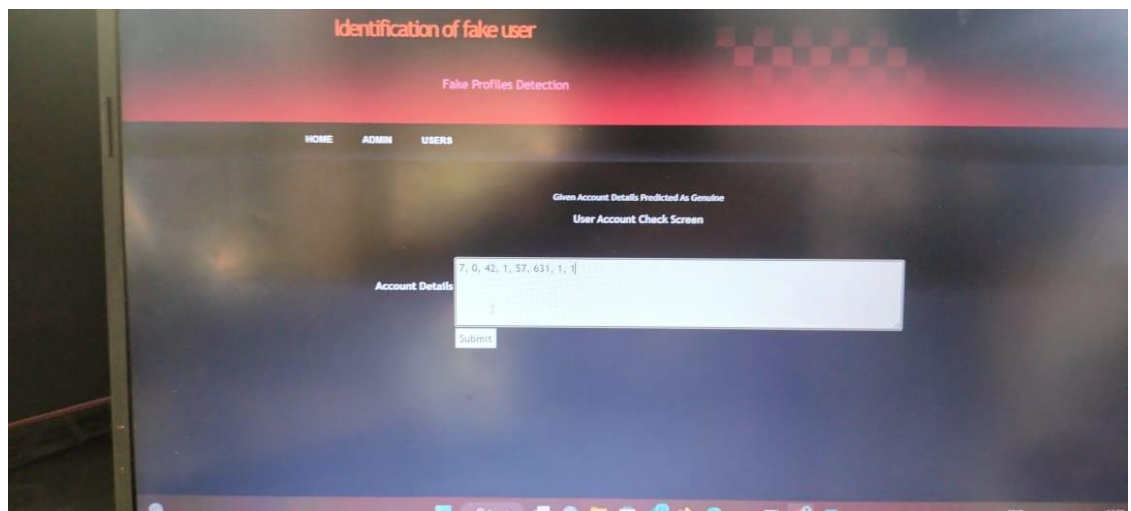 Identification of fake user
Fake Profiles Detection
HOME ADMIN USERS
Given Account Details Predicted As Genuine
User Account Check Screen
7, 0, 42, 1, 57, 631, 1, 1
Account Details
Submit